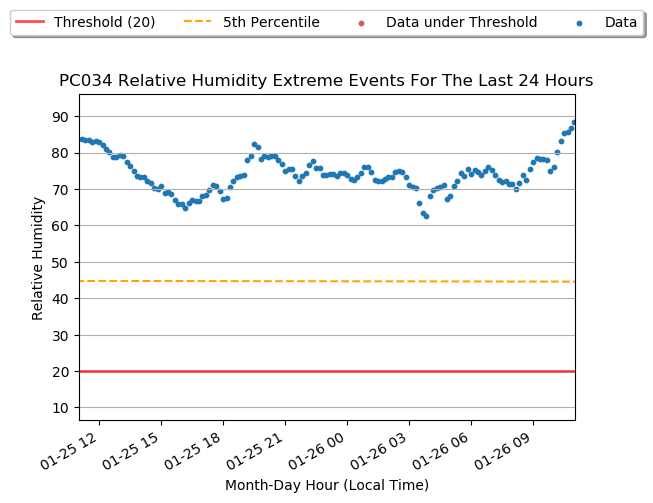 Threshold (20) 5th Percentile Data under Threshold Data
PC034 Relative Humidity Extreme Events For The Last 24 Hours
90
80
70
60
50
40
30
20
10
Relative Humidity
01-25 12 01-25 15 01-25 18 01-25 21 01-26 00 01-26 03 01-26 06 01-26 09
Month-Day Hour (Local Time)